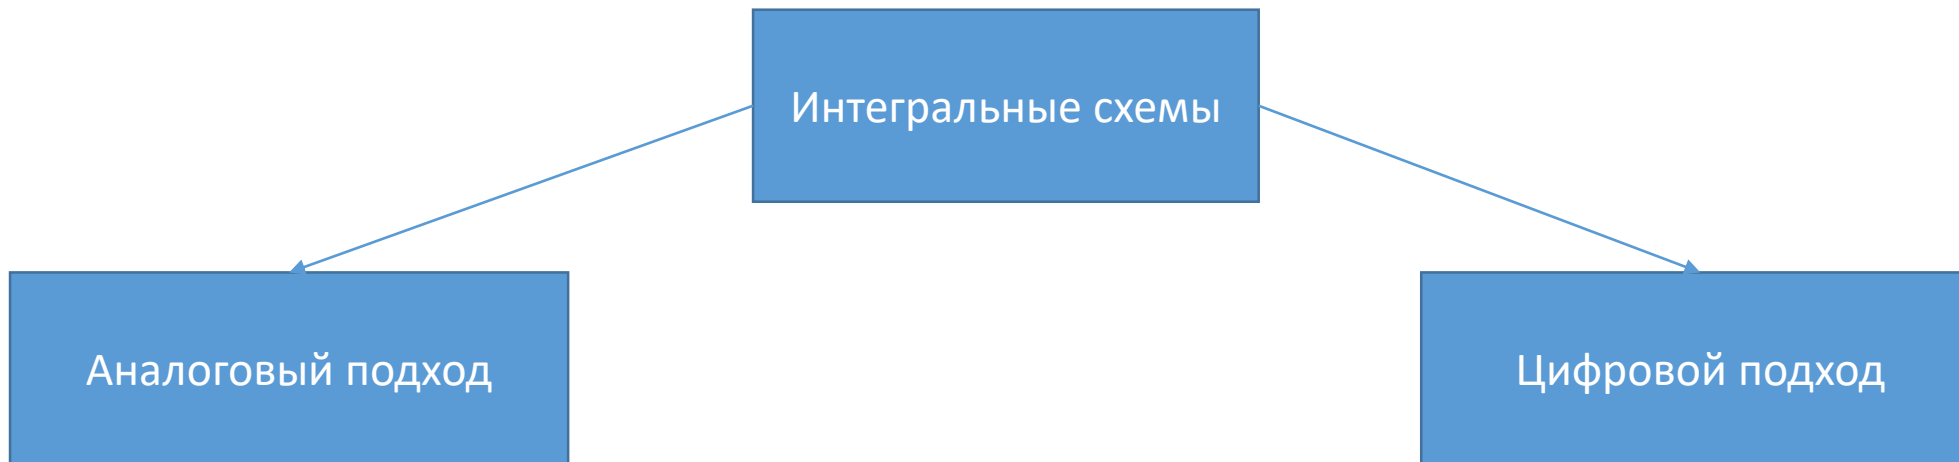 Интегральные схемы
Аналоговый подход
Цифровой подход